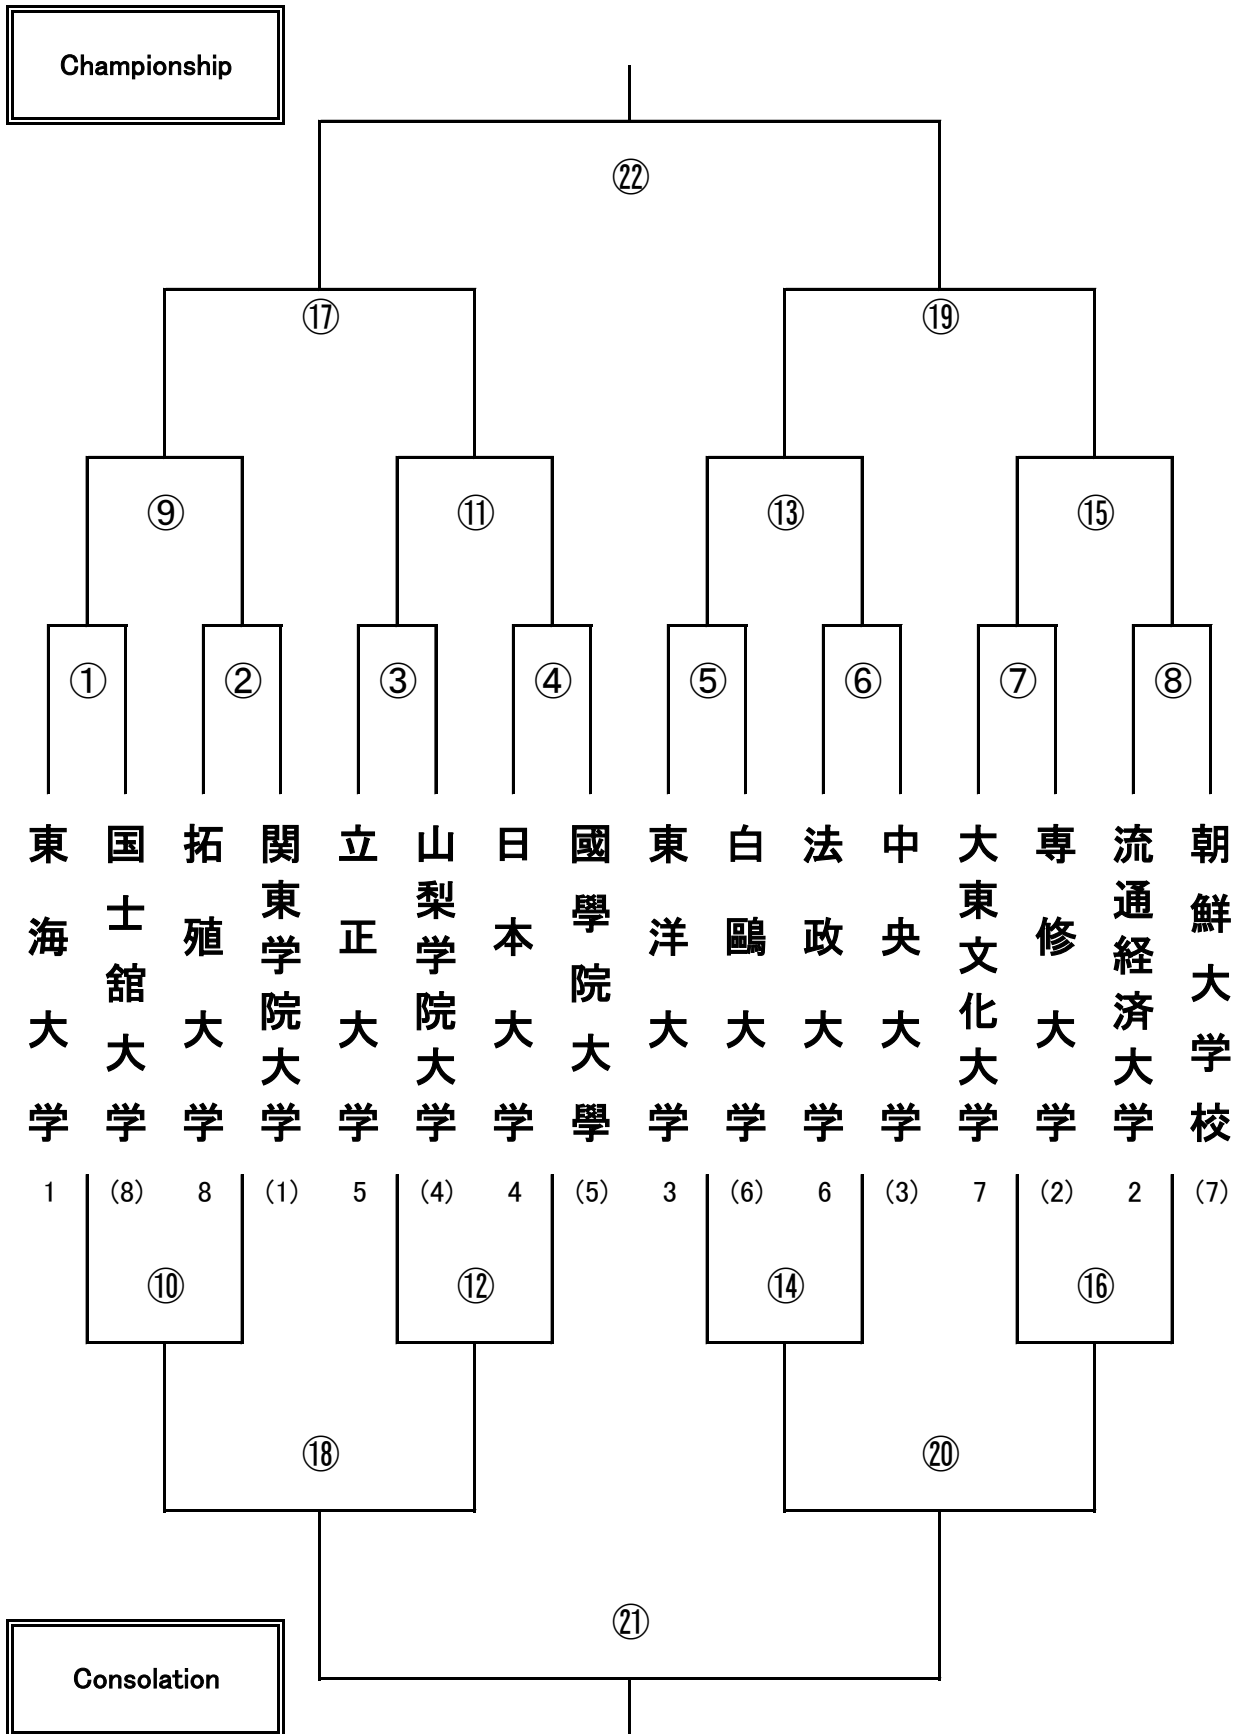 Championship
㉒
⑰
⑲
⑨
⑪
⑬
⑮
①
②
③
④
⑤
⑥
⑦
⑧
東海大学
国士舘大学
拓殖大学
関東学院大学
立正大学
山梨学院大学
日本大学
國學院大學
東洋大学
白鷗大学
法政大学
中央大学
大東文化大学
専修大学
流通経済大学
朝鮮大学校
1
(8)
8
(1)
5
(4)
4
(5)
3
(6)
6
(3)
7
(2)
2
(7)
⑩
⑫
⑭
⑯
⑱
⑳
㉑
Consolation